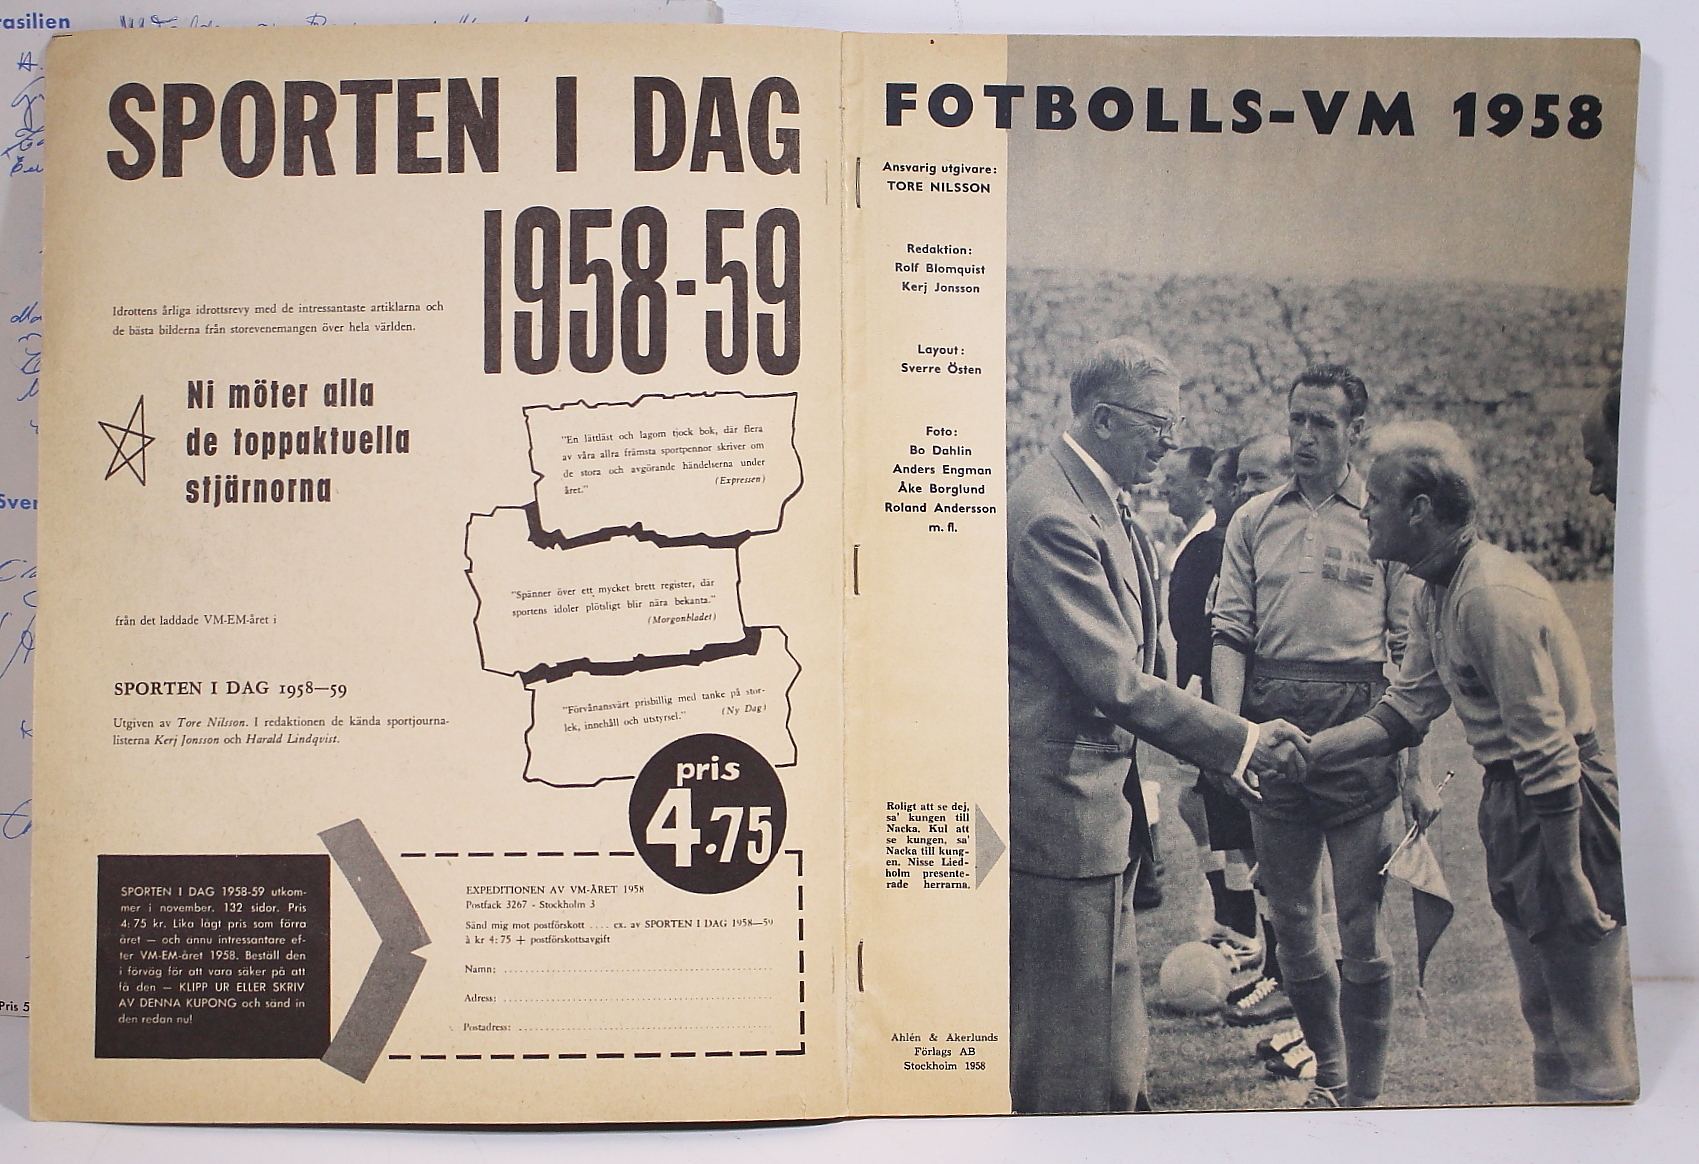 rasilien
Sver
Pris 5
SPORTEN I DAG
1958-59
Idrottens årliga idrottsrevy med de intressantaste artiklarna och
de bästa bilderna från storevenemangen över hela världen.
Ni möter alla
de toppaktuella
stjärnorna
"En lättläst och lagom tjock bok, där flera
av våra allra främsta sportpennor skriver om
de stora och avgörande händelserna under
året." (Expressen)
"Spänner över ett mycket brett register, där
sportens idoler plötsligt blir nära bekanta."
(Morgonbladet)
"Förvånansvärt prisbillig med tanke på stor-
lek, innehåll och utstyrsel." (Ny Dag)
från det laddade VM-EM-året i
SPORTEN I DAG 1958—59
Utgiven av Tore Nilsson. I redaktionen de kända sportjourna-
listerna Kerj Jonsson och Harald Lindqvist.
pris
4.75
SPORTEN I DAG 1958-59 utkom-
mer i november. 132 sidor. Pris
4:75 kr. Lika lågt pris som förra
året — och ännu intressantare ef-
ter VM-EM-året 1958. Beställ den
i förväg för att vara säker på att
få den — KLIPP UR ELLER SKRIV
AV DENNA KUPONG och sänd in
den redan nu!
EXPEDITIONEN AV VM-ÅRET 1958
Postfack 3267 - Stockholm 3
Sänd mig mot postförskott .... ex. av SPORTEN I DAG 1958—59
à kr 4:75 + postförskottsavgift
Namn:
Adress:
Postadress:
FOTBOLLS-VM 1958
Ansvarig utgivare:
TORE NILSSON
Redaktion:
Rolf Blomquist
Kerj Jonsson
Layout:
Sverre Östen
Foto:
Bo Dahlin
Anders Engman
Åke Borglund
Roland Andersson
m. fl.
Roligt att se dej,
sa' kungen till
Nacka. Kul att
se kungen, sa'
Nacka till kung-
en. Nisse Lied-
holm presente-
rade herrarna.
Ahlén & Åkerlunds
Förlags AB
Stockholm 1958